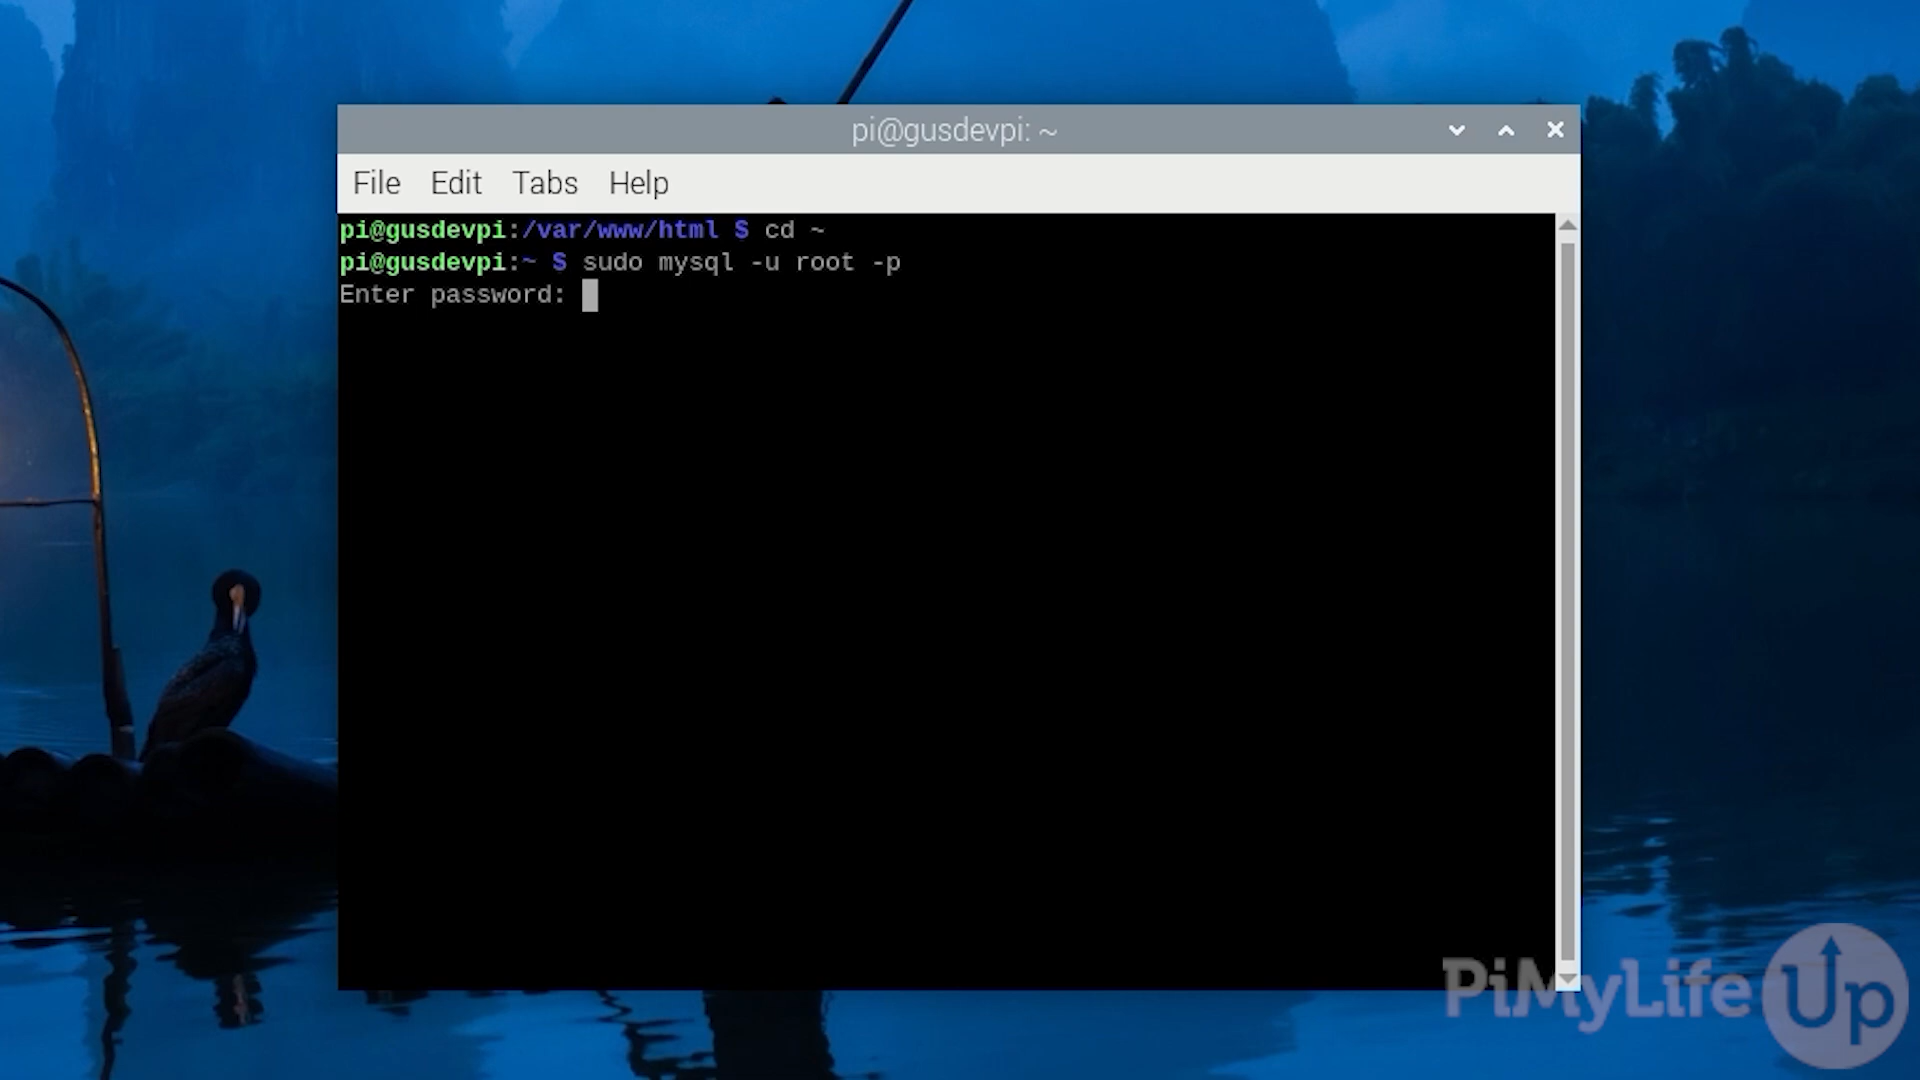 pi@gusdevpi: ~
File Edit Tabs Help
pi@gusdevpi:/var/www/html $ cd ~
pi@gusdevpi:~ $ sudo mysql -u root -p
Enter password:
PiMyLifeUp